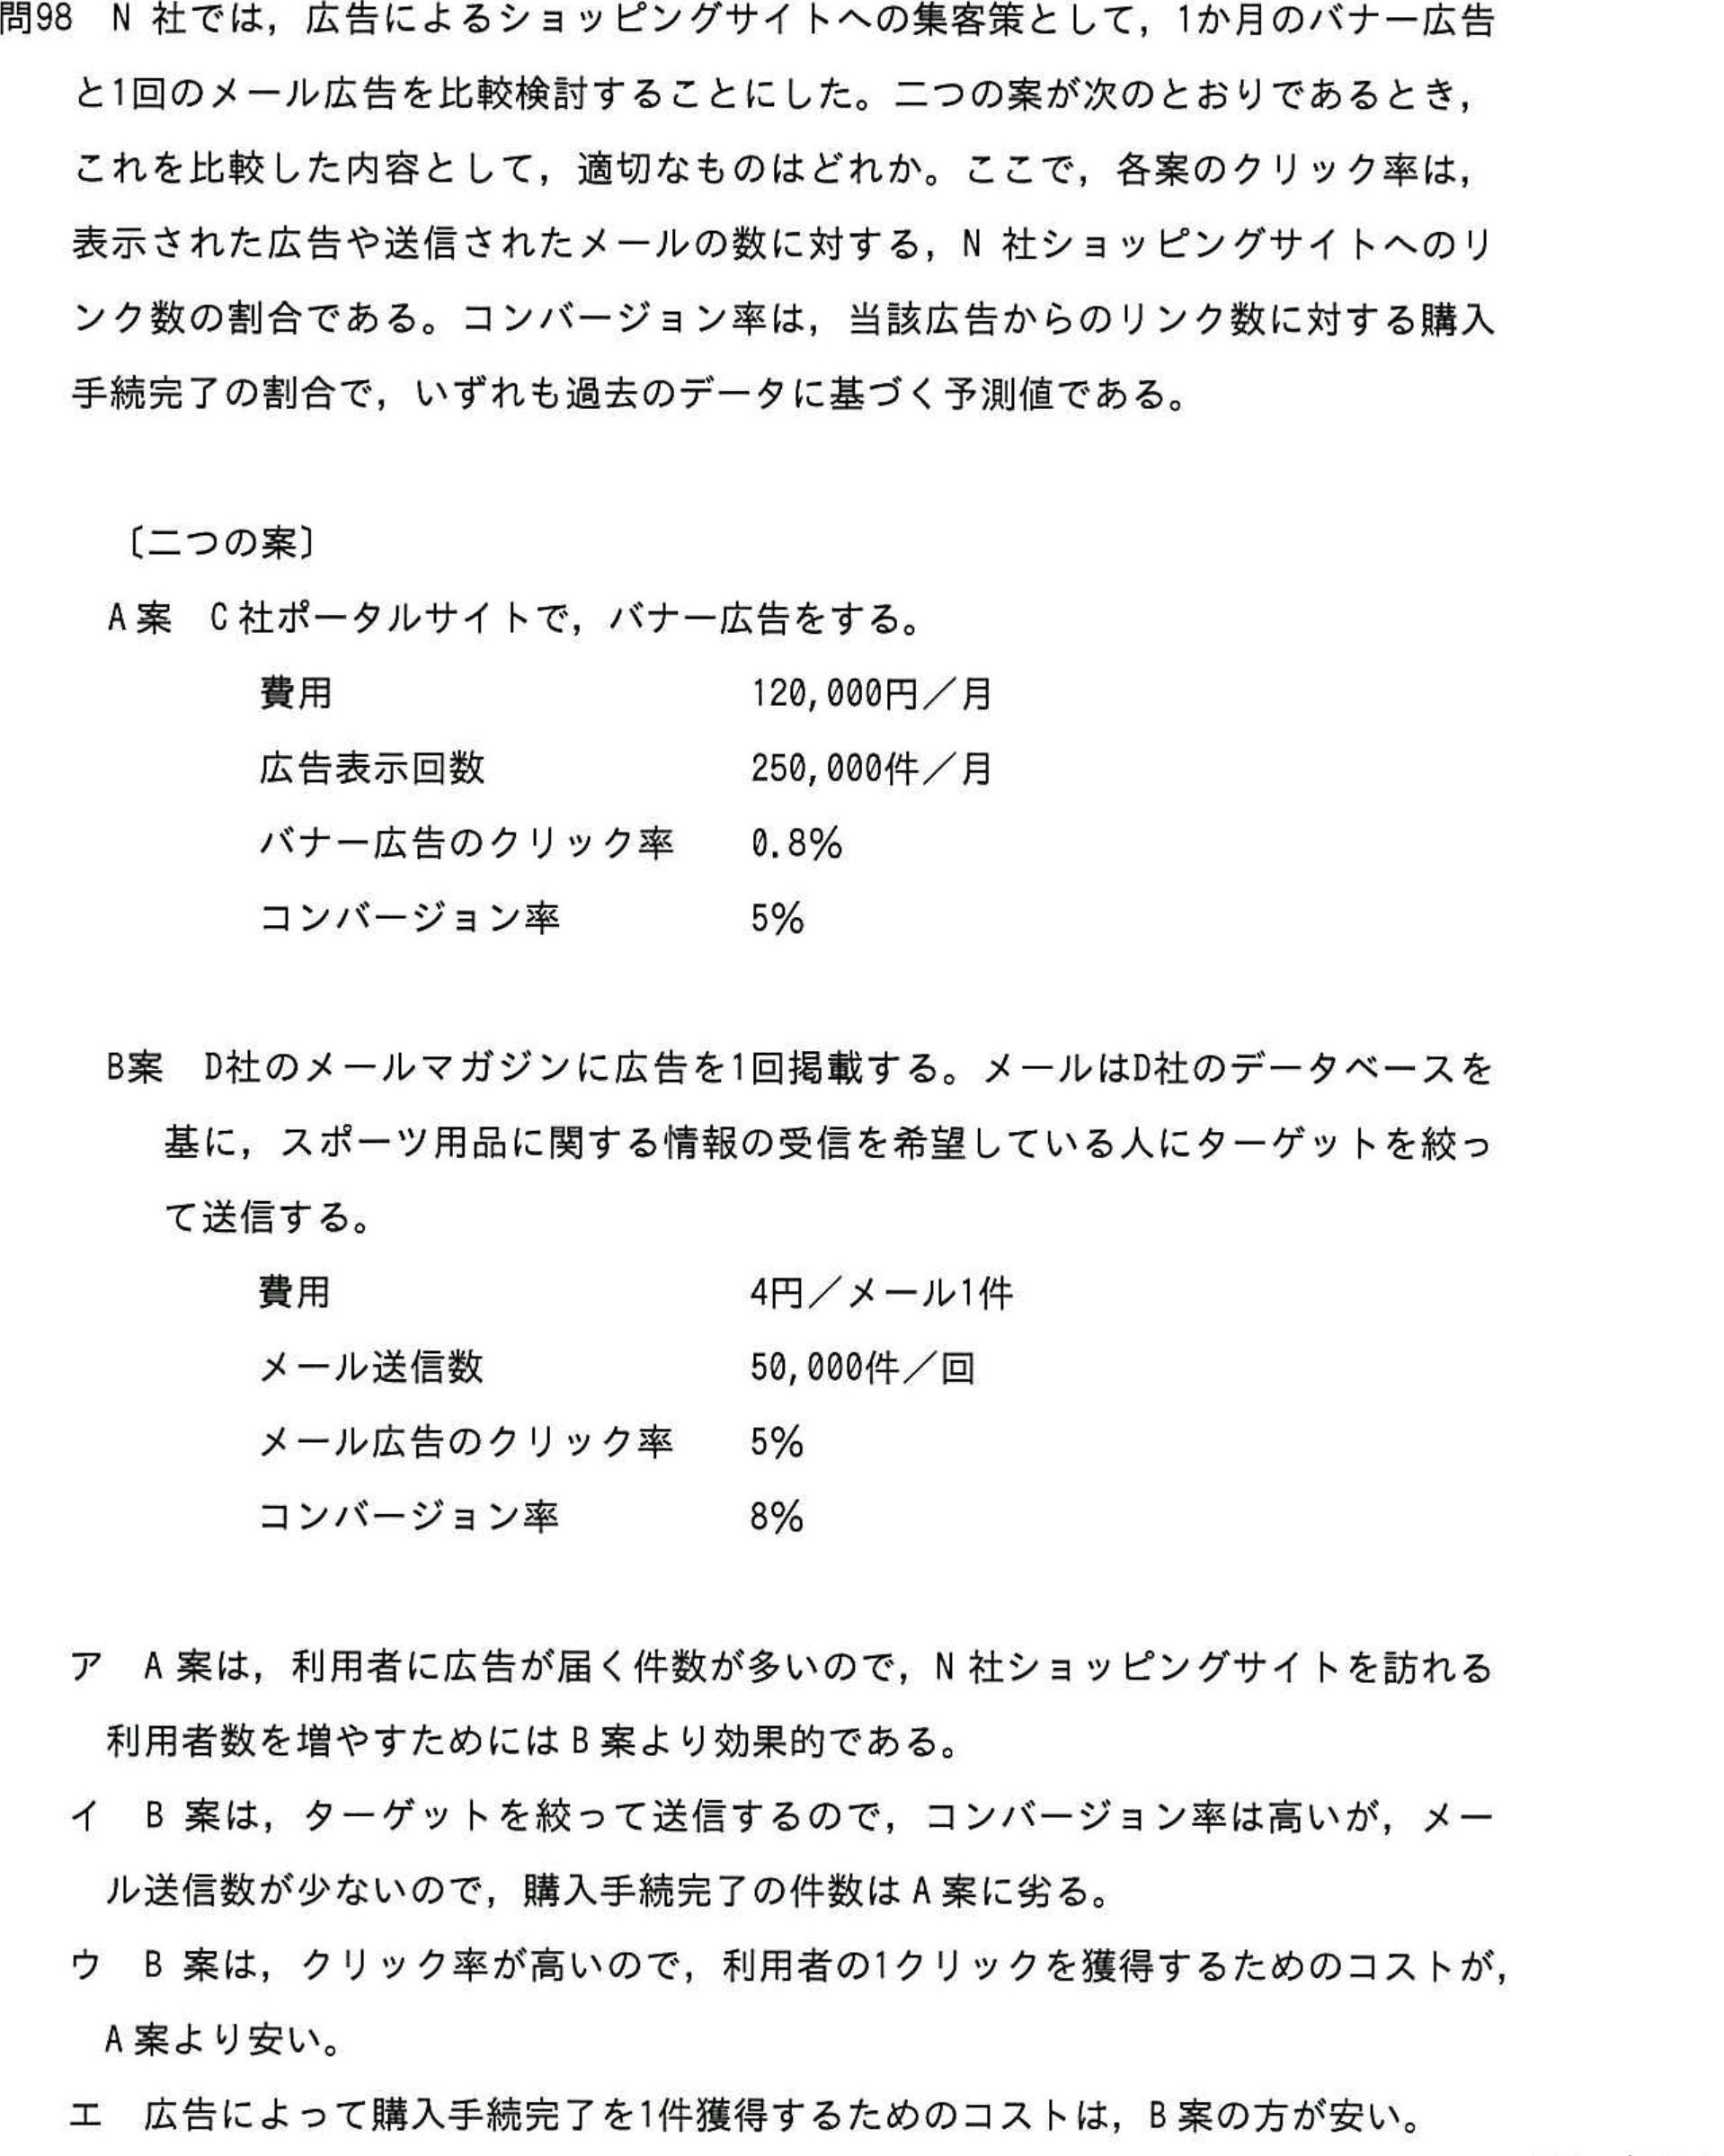 問98 N 社では，広告によるショッピングサイトへの集客策として，1か月のバナー広告
と1回のメール広告を比較検討することにした。二つの案が次のとおりであるとき，
これを比較した内容として，適切なものはどれか。ここで，各案のクリック率は，
表示された広告や送信されたメールの数に対する，N 社ショッピングサイトへのリ
ンク数の割合である。コンバージョン率は，当該広告からのリンク数に対する購入
手続完了の割合で，いずれも過去のデータに基づく予測値である。
〔二つの案〕
A案 C社ポータルサイトで，バナー広告をする。
費用 120,000円／月
広告表示回数 250,000件／月
バナー広告のクリック率 0.8%
コンバージョン率 5%
B案 D社のメールマガジンに広告を1回掲載する。メールはD社のデータベースを
基に，スポーツ用品に関する情報の受信を希望している人にターゲットを絞っ
て送信する。
費用 4円／メール1件
メール送信数 50,000件／回
メール広告のクリック率 5%
コンバージョン率 8%
ア A 案は，利用者に広告が届く件数が多いので，N 社ショッピングサイトを訪れる
利用者数を増やすためには B 案より効果的である。
イ B 案は，ターゲットを絞って送信するので，コンバージョン率は高いが，メー
ル送信数が少ないので，購入手続完了の件数は A 案に劣る。
ウ B 案は，クリック率が高いので，利用者の1クリックを獲得するためのコストが，
A 案より安い。
エ 広告によって購入手続完了を1件獲得するためのコストは，B 案の方が安い。